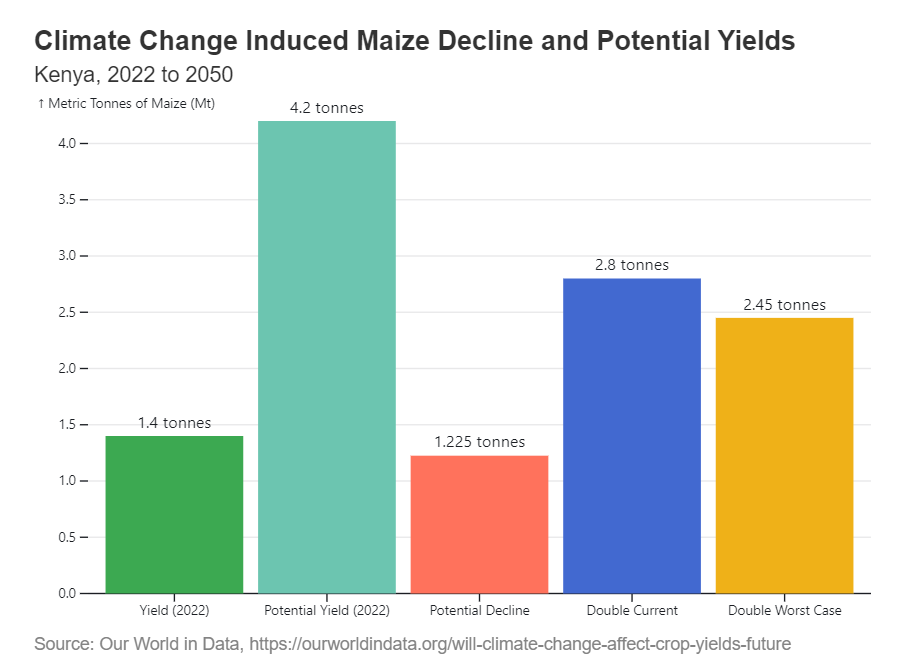 Climate Change Induced Maize Decline and Potential Yields
Kenya, 2022 to 2050
↑ Metric Tonnes of Maize (Mt)
4.2 tonnes
4.0
3.5
3.0
2.8 tonnes
2.5
2.45 tonnes
2.0
1.5
1.4 tonnes
1.225 tonnes
1.0
0.5
0.0
Yield (2022) Potential Yield (2022) Potential Decline Double Current Double Worst Case
Source: Our World in Data, https://ourworldindata.org/will-climate-change-affect-crop-yields-future